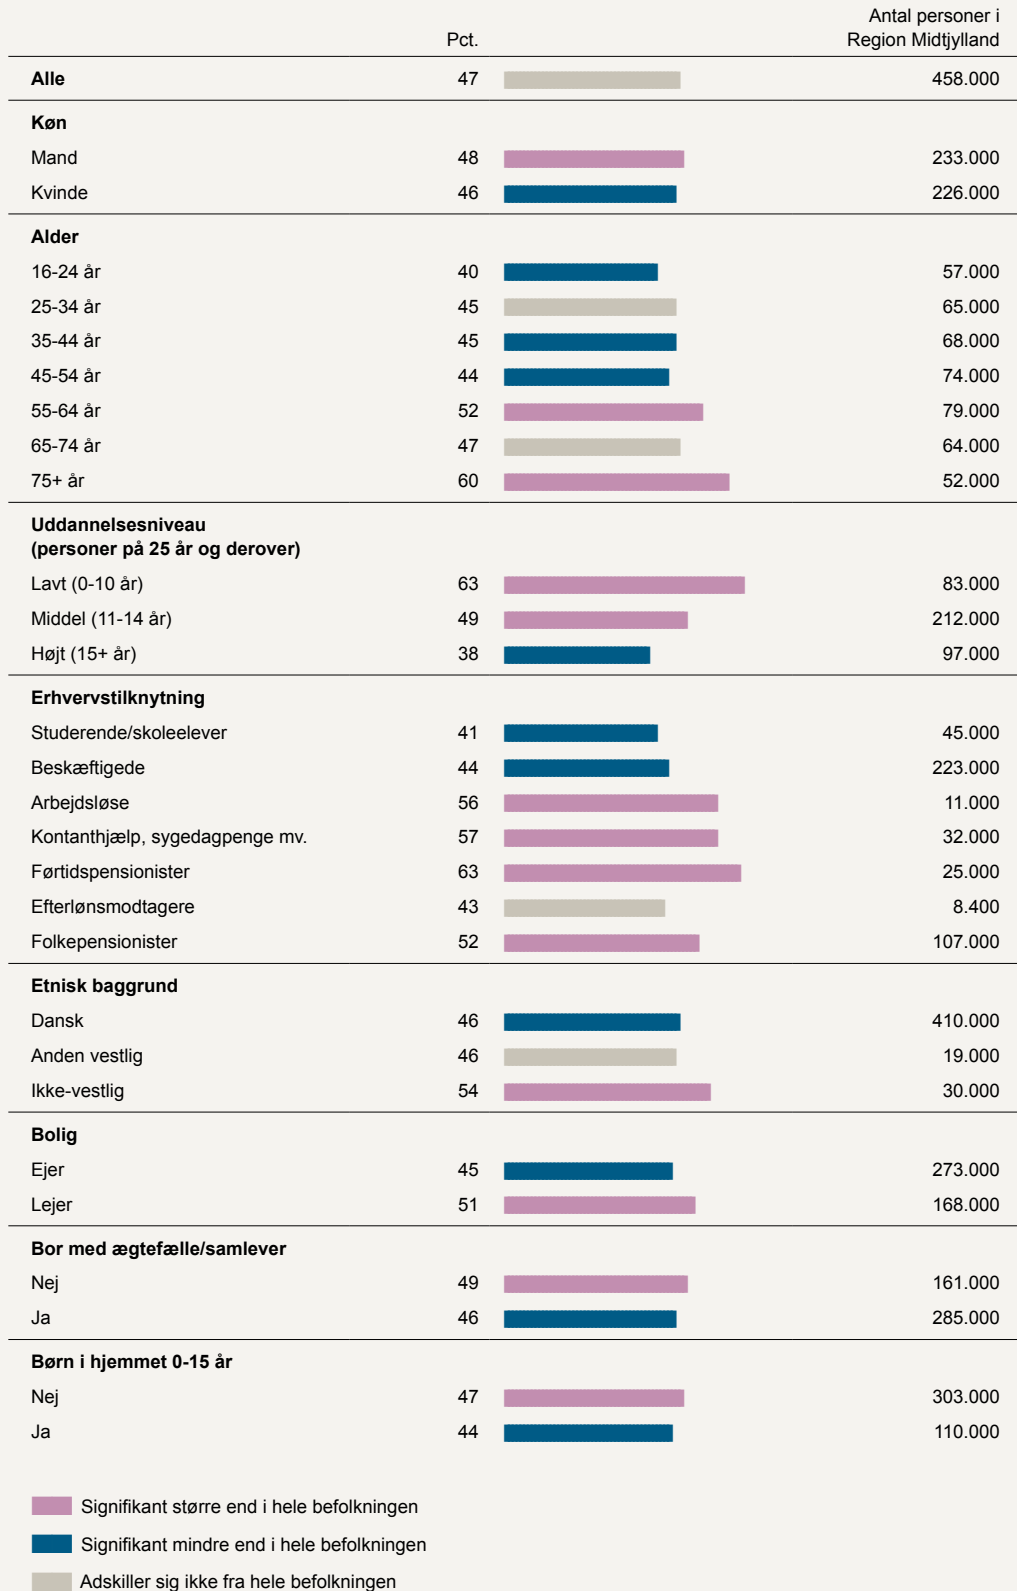 Pct. Antal personer i
Region Midtjylland
Alle 47 458.000
Køn
Mand 48 233.000
Kvinde 46 226.000
Alder
16-24 år 40 57.000
25-34 år 45 65.000
35-44 år 45 68.000
45-54 år 44 74.000
55-64 år 52 79.000
65-74 år 47 64.000
75+ år 60 52.000
Uddannelsesniveau
(personer på 25 år og derover)
Lavt (0-10 år) 63 83.000
Middel (11-14 år) 49 212.000
Højt (15+ år) 38 97.000
Erhvervstilknytning
Studerende/skoleelever 41 45.000
Beskæftigede 44 223.000
Arbejdsløse 56 11.000
Kontanthjælp, sygedagpenge mv. 57 32.000
Førtidspensionister 63 25.000
Efterlønsmodtagere 43 8.400
Folkepensionister 52 107.000
Etnisk baggrund
Dansk 46 410.000
Anden vestlig 46 19.000
Ikke-vestlig 54 30.000
Bolig
Ejer 45 273.000
Lejer 51 168.000
Bor med ægtefælle/samlever
Nej 49 161.000
Ja 46 285.000
Børn i hjemmet 0-15 år
Nej 47 303.000
Ja 44 110.000
Signifikant større end i hele befolkningen
Signifikant mindre end i hele befolkningen
Adskiller sig ikke fra hele befolkningen